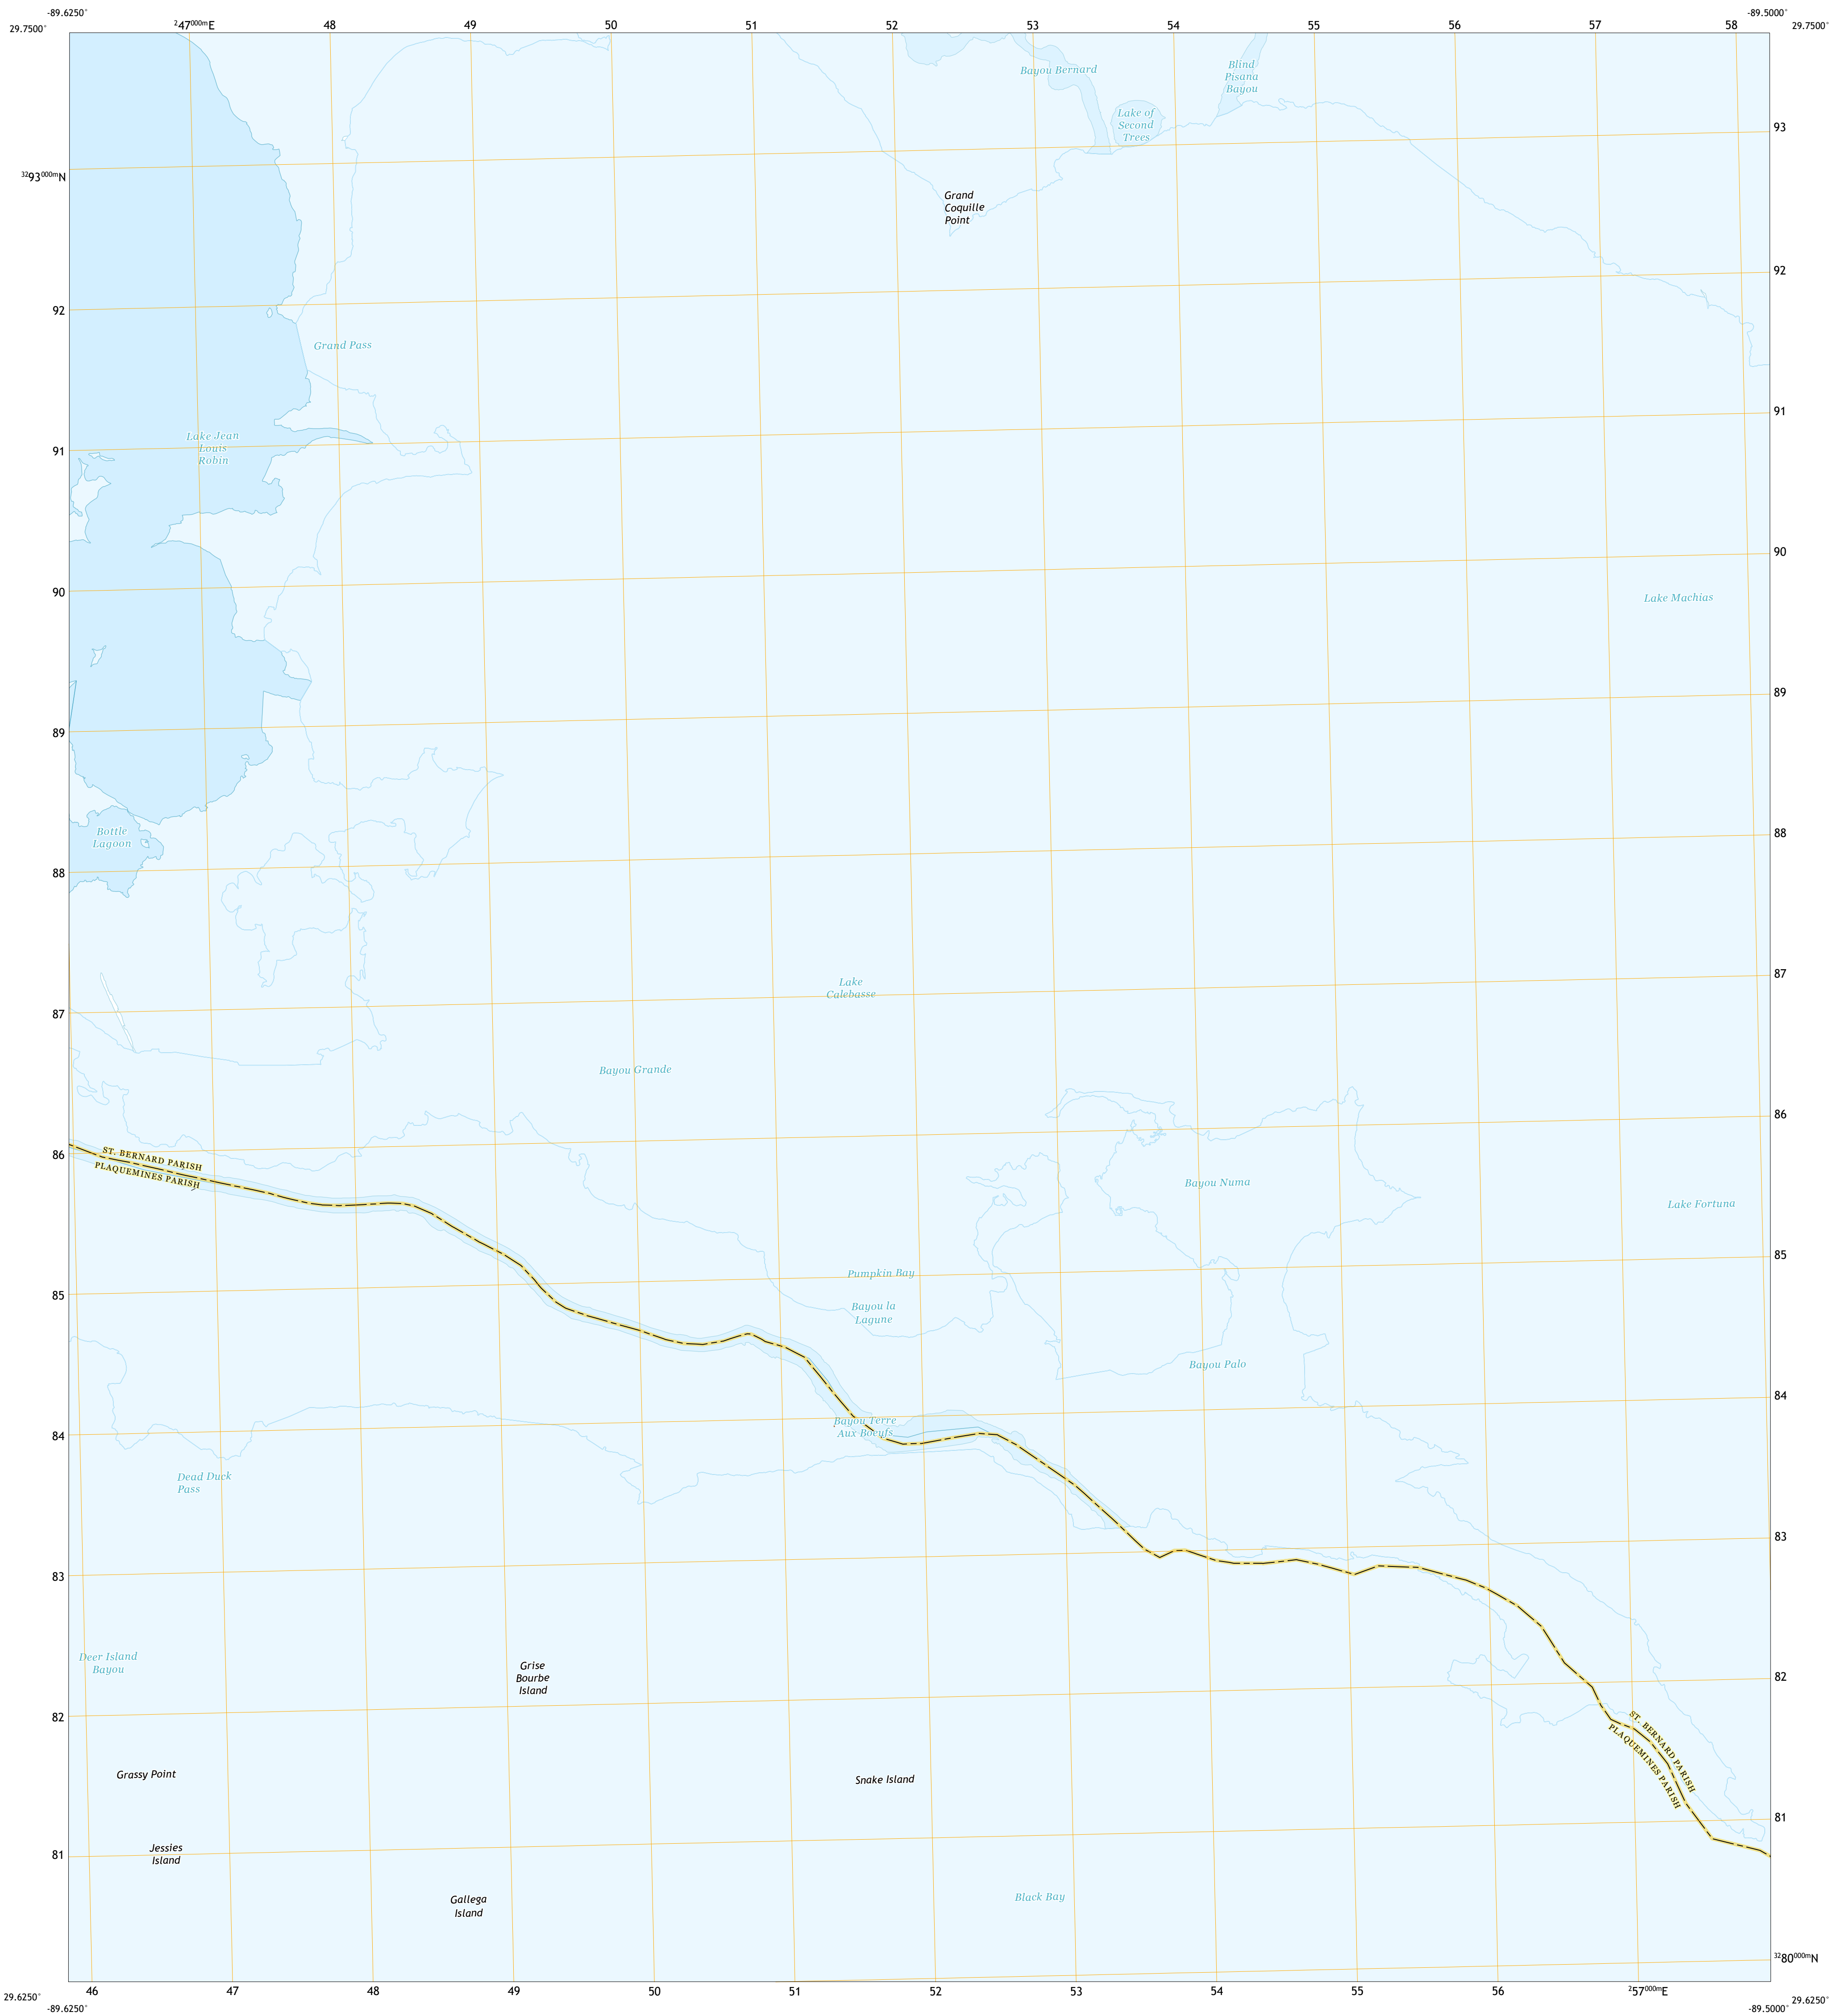 -89.6250°
-89.5000°
29.7500°
²47⁰⁰⁰ᵐE
48
49
50
51
52
53
54
55
56
57
58
29.7500°
Bayou Bernard
Blind
Pisana
Bayou
Lake of
Second
Trees
93
³²93⁰⁰⁰ᵐN
Grand
Coquille
Point
92
92
Grand Pass
91
Lake Jean
Louis
Robin
91
90
90
Lake Machias
89
89
Bottle
Lagoon
88
88
87
Lake
Calebasse
87
Bayou Grande
86
86
ST. BERNARD PARISH
PLAQUEMINES PARISH
Bayou Numa
Lake Fortuna
85
Pumpkin Bay
85
Bayou la
Lagune
Bayou Palo
84
Bayou Terre
Aux Boeufs
84
Dead Duck
Pass
83
83
Deer Island
Bayou
Grise
Bourbe
Island
82
82
ST. BERNARD PARISH
PLAQUEMINES PARISH
Grassy Point
Snake Island
81
Jessies
Island
81
Gallega
Island
Black Bay
³²80⁰⁰⁰ᵐN
46
47
48
49
50
51
52
53
54
55
56
²57⁰⁰⁰ᵐE
29.6250°
29.6250°
-89.6250°
-89.5000°